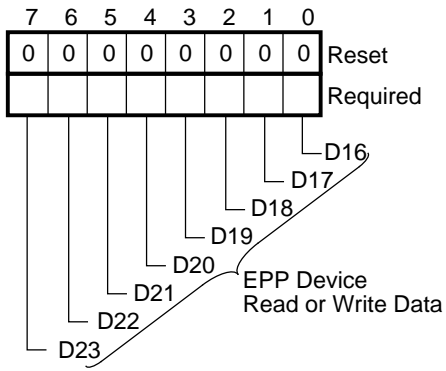 7 6 5 4 3 2 1 0
0 0 0 0 0 0 0 0 Reset
Required
D16
D17
D18
D19
D20
D21
D22
D23
EPP Device
Read or Write Data